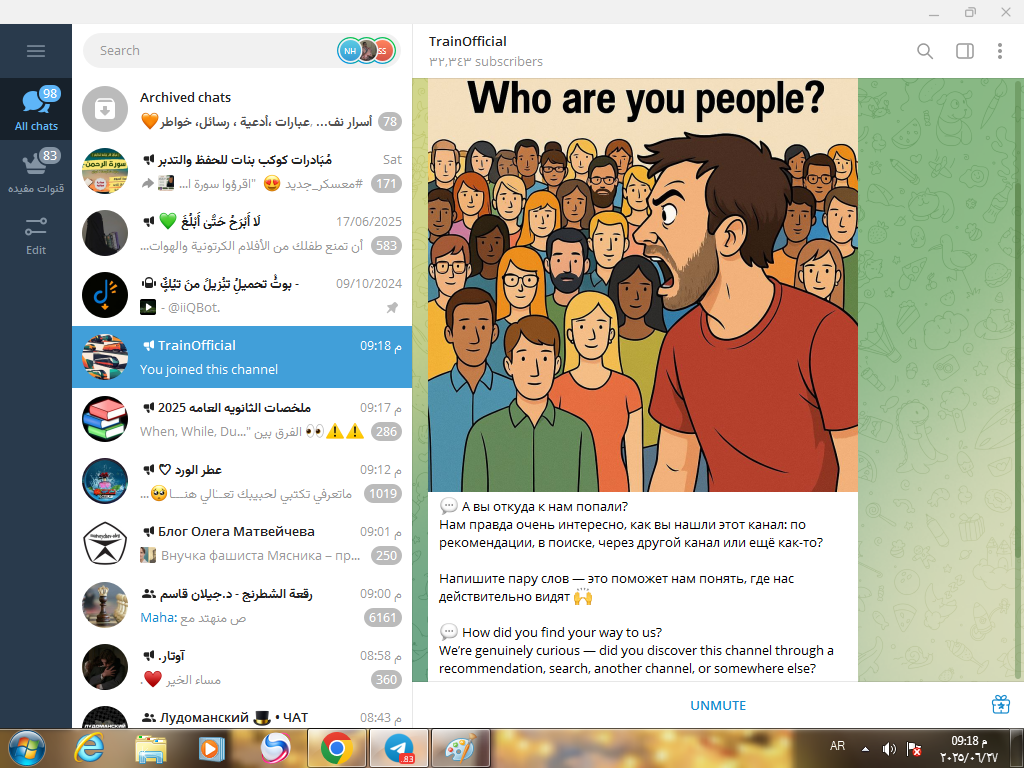 Search
NH
SS
TrainOfficial
٣٢,٣٤٣ subscribers
98
All chats
83
قنوات مفيده
Edit
Archived chats
أسرار نفـ... ,عبارات ،أدعية ، رسائل، خواطر🧡
78
مُبَادرات كوكب بنات للحفظ والتدبر
Sat
#معسكر_جديد 😍 "اقرؤوا سورة ا...
171
لَا أَبْرَحُ حَتَّىٰ أَبْلُغَ 💚
17/06/2025
أن تمنع طفلك من الأفلام الكرتونية والهوات...
583
09/10/2024
- @iiQBot.
TrainOfficial
09:18 م
You joined this channel
ملخصات الثانويه العامه 2025
09:17 م
When, While, Du..." الفرق بين 👀⚠️⚠️
286
عطر الورد ♡
09:12 م
ماتعرفي تكتبي لحبيبك تعـٰالي هنــا🥺...
1019
Блог Олега Матвейчева
09:01 م
Внучка фашиста Мясника – пр...
250
رقعة الشطرنج - د.جيلان قاسم
09:00 م
Maha: ص منهتد مع
6161
آوتار.
08:58 م
مساء الخير ❤️.
360
Лудоманский 🎩 • ЧАТ
08:43 م
Who are you people?
💬 А вы откуда к нам попали?
Нам правда очень интересно, как вы нашли этот канал: по
рекомендации, в поиске, через другой канал или ещё как-то?
Напишите пару слов — это поможет нам понять, где нас
действительно видят 🙌
💬 How did you find your way to us?
We’re genuinely curious — did you discover this channel through a
recommendation, search, another channel, or somewhere else?
UNMUTE
83
AR
09:18 م
٢٠٢٥/٠٦/٢٧